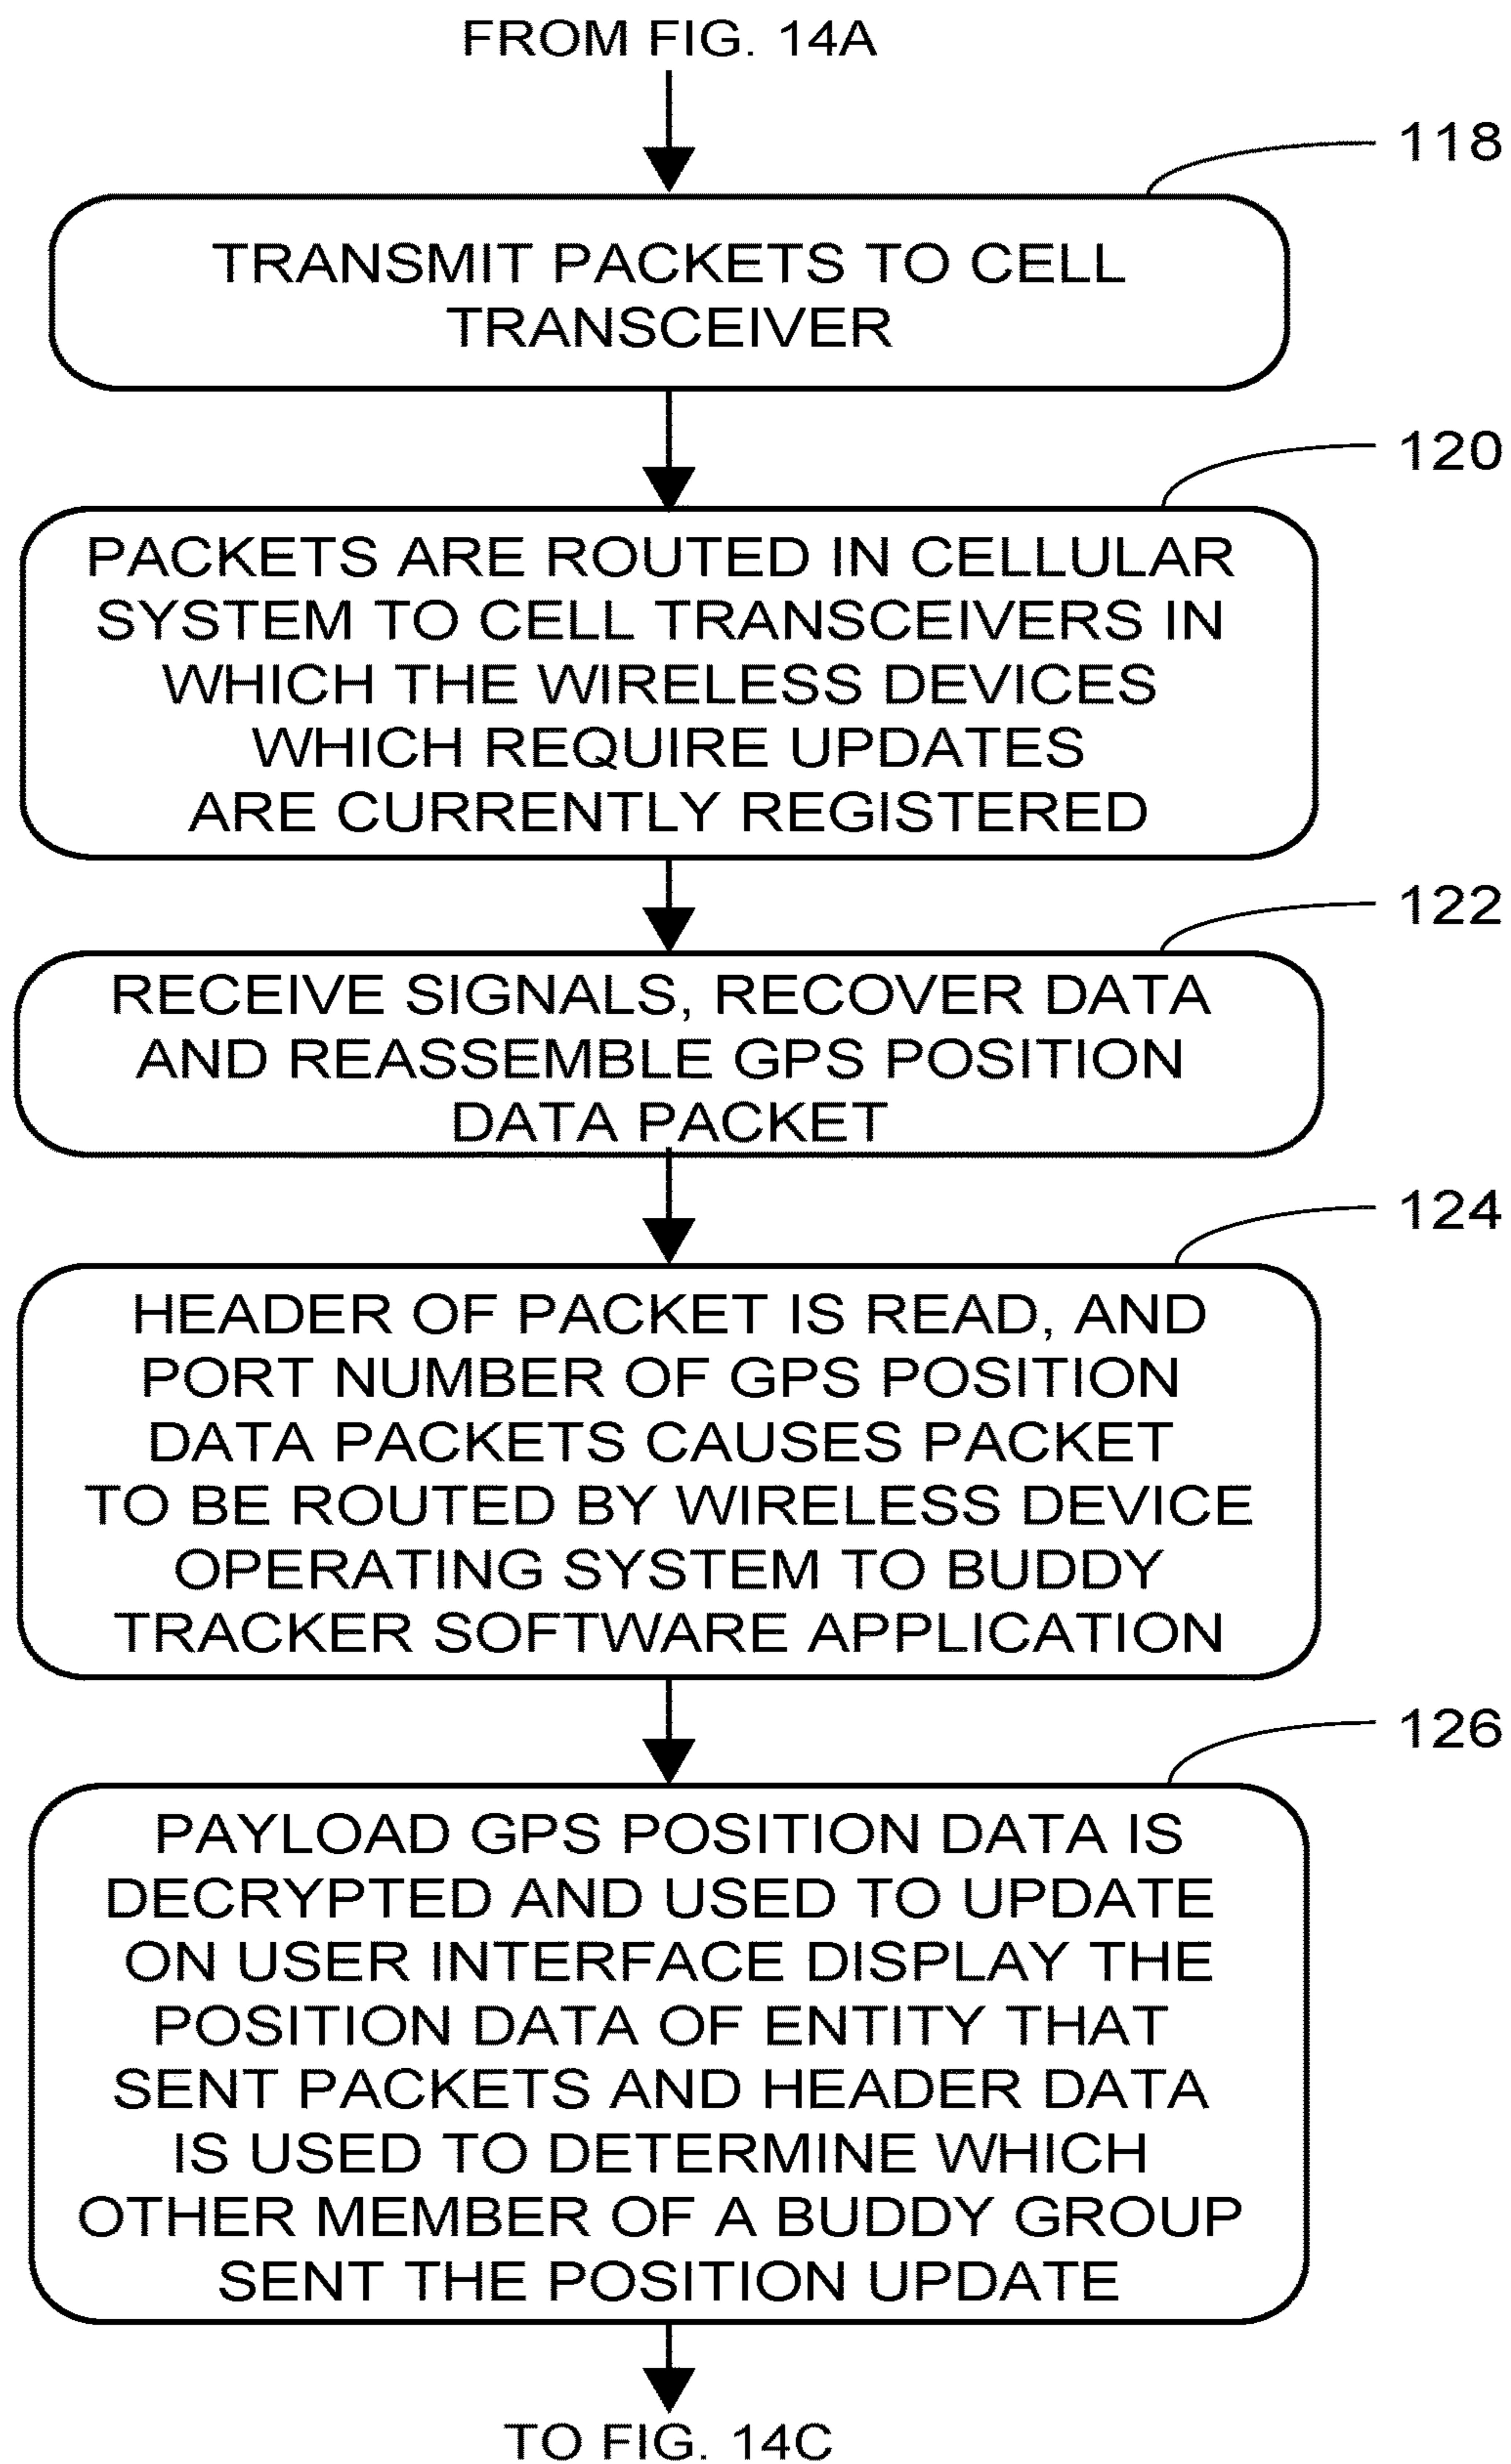 FROM FIG. 14A
118
TRANSMIT PACKETS TO CELL
TRANSCEIVER
120
PACKETS ARE ROUTED IN CELLULAR
SYSTEM TO CELL TRANSCEIVERS IN
WHICH THE WIRELESS DEVICES
WHICH REQUIRE UPDATES
ARE CURRENTLY REGISTERED
122
RECEIVE SIGNALS, RECOVER DATA
AND REASSEMBLE GPS POSITION
DATA PACKET
124
HEADER OF PACKET IS READ, AND
PORT NUMBER OF GPS POSITION
DATA PACKETS CAUSES PACKET
TO BE ROUTED BY WIRELESS DEVICE
OPERATING SYSTEM TO BUDDY
TRACKER SOFTWARE APPLICATION
126
PAYLOAD GPS POSITION DATA IS
DECRYPTED AND USED TO UPDATE
ON USER INTERFACE DISPLAY THE
POSITION DATA OF ENTITY THAT
SENT PACKETS AND HEADER DATA
IS USED TO DETERMINE WHICH
OTHER MEMBER OF A BUDDY GROUP
SENT THE POSITION UPDATE
TO FIG. 14C